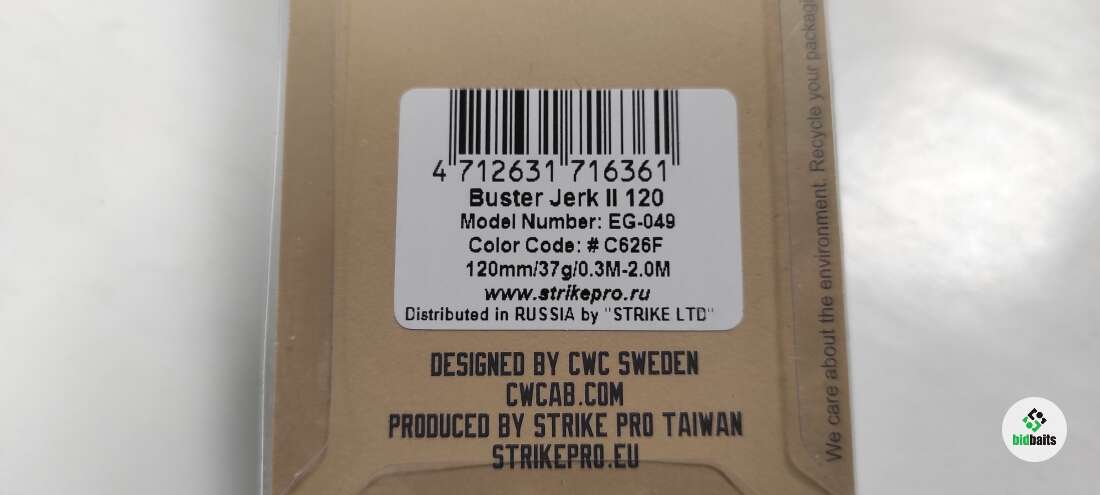 4 712631 716361
Buster Jerk II 120
Model Number: EG-049
Color Code: # C626F
120mm/37g/0.3M-2.0M
www.strikepro.ru
Distributed in RUSSIA by "STRIKE LTD"
DESIGNED BY CWC SWEDEN
CWCAB.COM
PRODUCED BY STRIKE PRO TAIWAN
STRIKEPRO.EU
We care about the environment. Recycle your
bidbaits